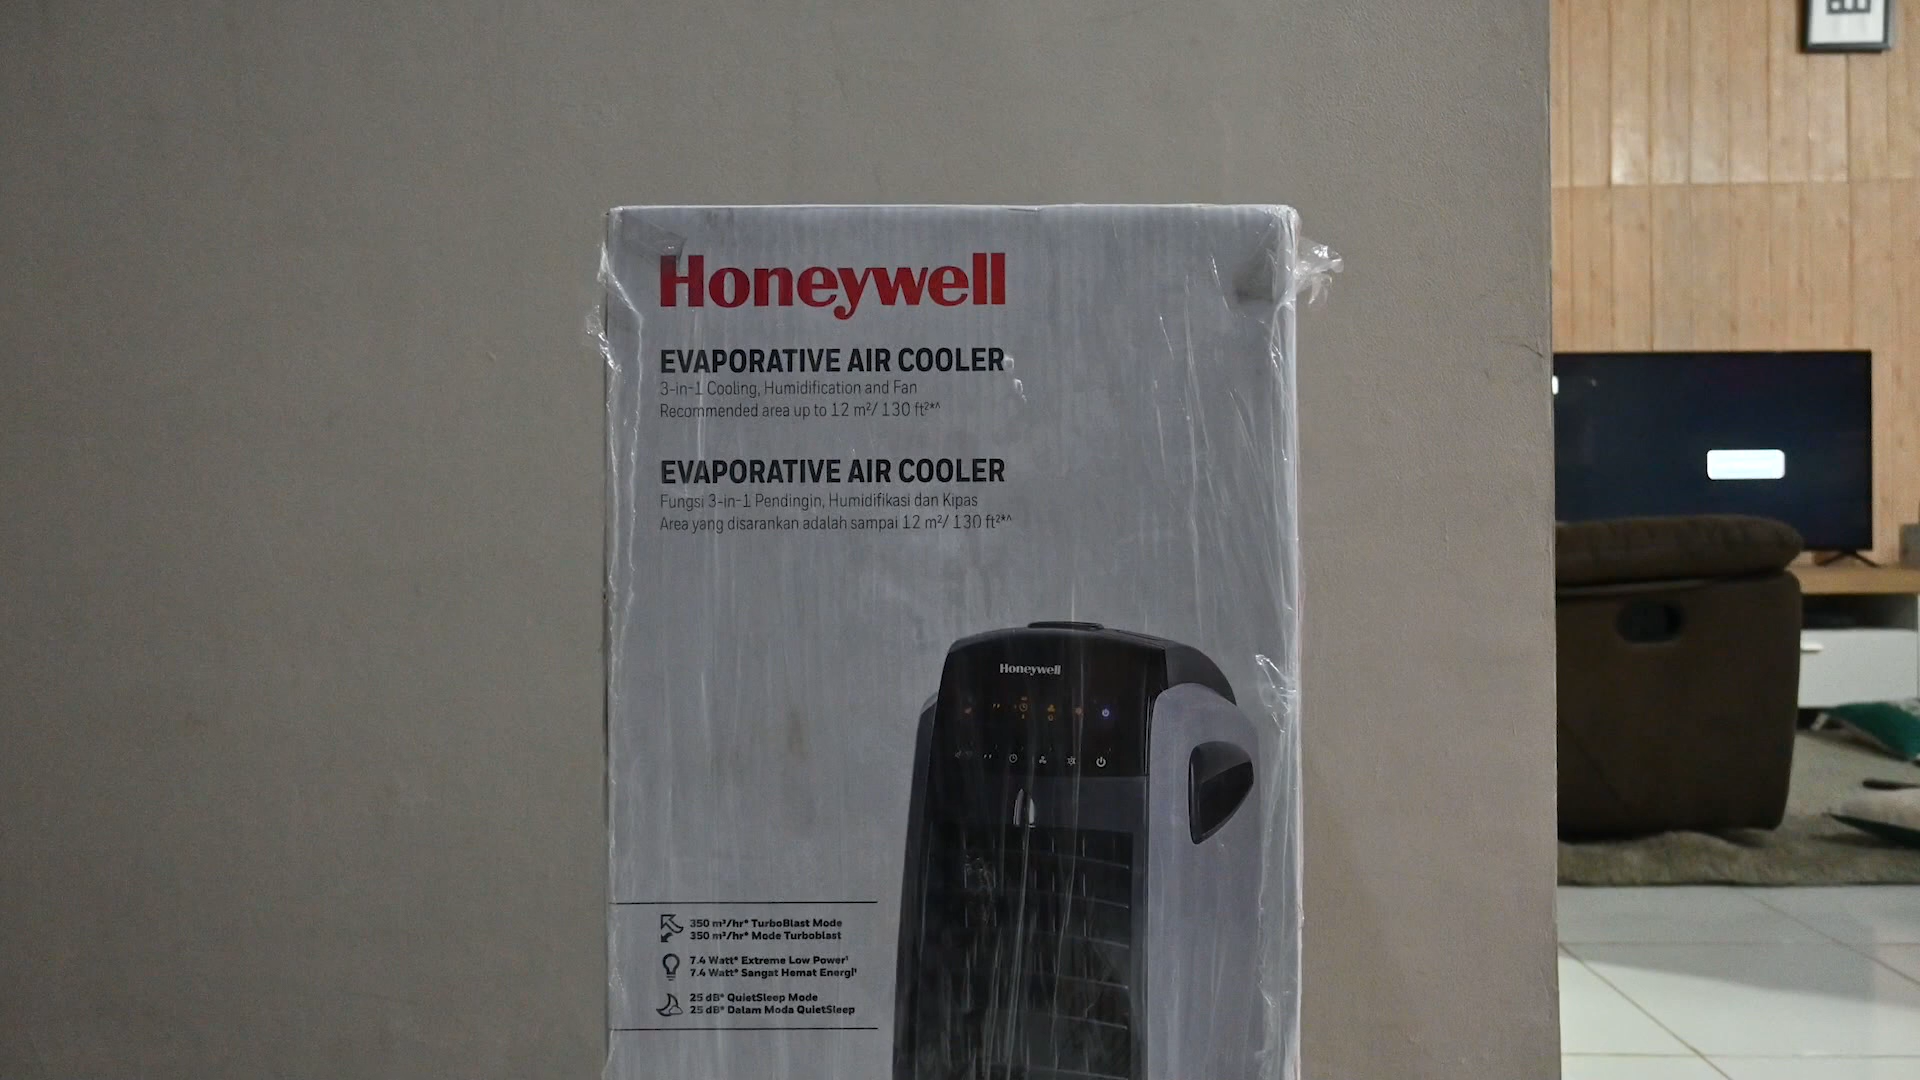 Honeywell
EVAPORATIVE AIR COOLER
3-in-1 Cooling, Humidification and Fan
Recommended area up to 12 m²/ 130 ft²*^
EVAPORATIVE AIR COOLER
Fungsi 3-in-1 Pendingin, Humidifikasi dan Kipas
Area yang disarankan adalah sampai 12 m²/ 130 ft²*^
Honeywell
350 m³/hr* TurboBlast Mode
350 m³/hr* Mode Turboblast
7.4 Watt* Extreme Low Power¹
7.4 Watt* Sangat Hemat Energi¹
25 dB* QuietSleep Mode
25 dB* Dalam Moda QuietSleep